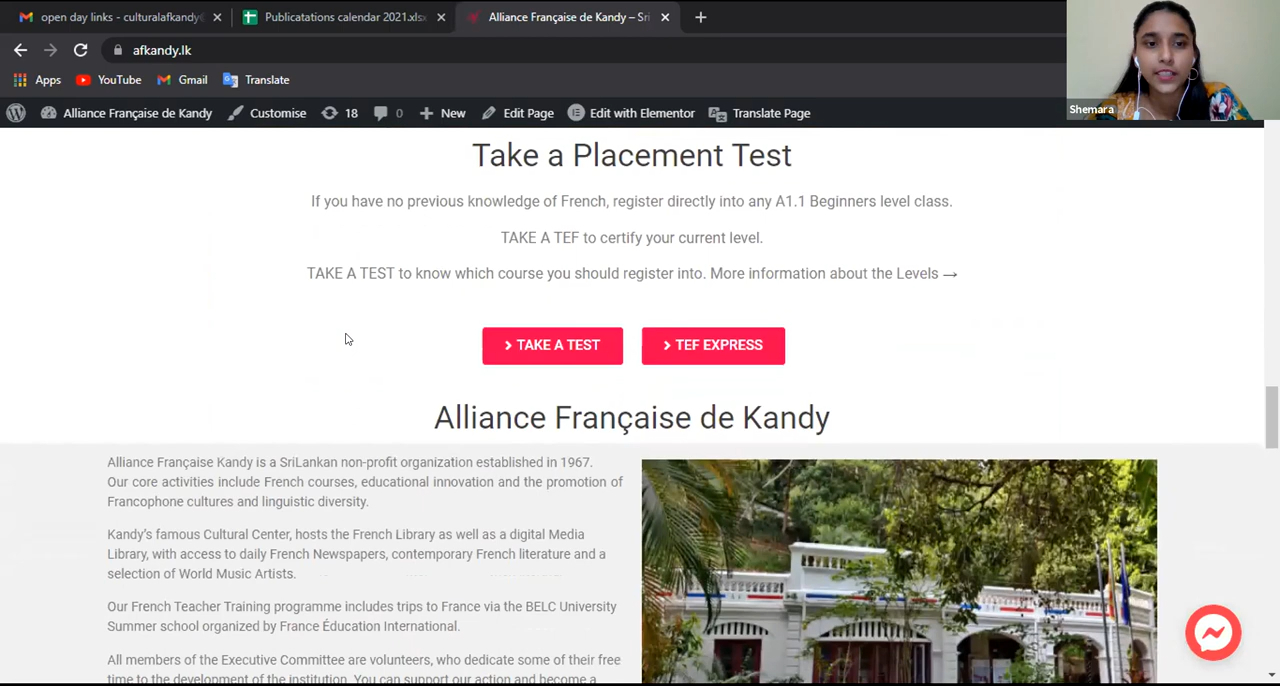 open day links - culturalafkandy
Publicatations calendar 2021.xlsx
Alliance Française de Kandy – Sri
afkandy.lk
Apps
YouTube
Gmail
Translate
Shemara
Alliance Française de Kandy
Customise
18
0
New
Edit Page
Edit with Elementor
Translate Page
Take a Placement Test
If you have no previous knowledge of French, register directly into any A1.1 Beginners level class.
TAKE A TEF to certify your current level.
TAKE A TEST to know which course you should register into. More information about the Levels →
TAKE A TEST
TEF EXPRESS
Alliance Française de Kandy
Alliance Française Kandy is a SriLankan non-profit organization established in 1967.
Our core activities include French courses, educational innovation and the promotion of
Francophone cultures and linguistic diversity.
Kandy's famous Cultural Center, hosts the French Library as well as a digital Media
Library, with access to daily French Newspapers, contemporary French literature and a
selection of World Music Artists.
Our French Teacher Training programme includes trips to France via the BELC University
Summer school organized by France Education International.
All members of the Executive Committee are volunteers, who dedicate some of their free
time to the development of the institution. You can support our action and become a